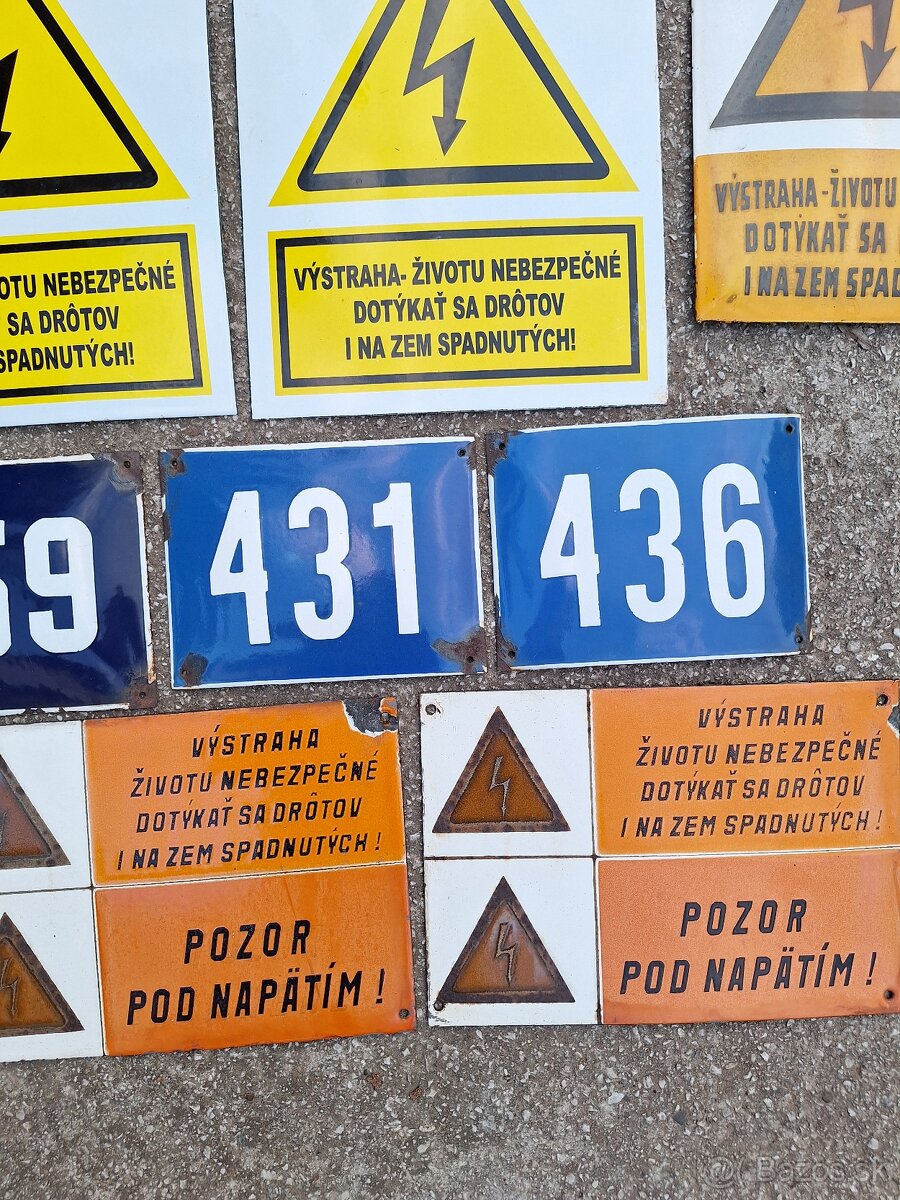 OTU NEBEZPEČNÉ
SA DRÔTOV
SPADNUTÝCH!
VÝSTRAHA- ŽIVOTU NEBEZPEČNÉ
DOTÝKAŤ SA DRÔTOV
I NA ZEM SPADNUTÝCH!
VÝSTRAHA-ŽIVOTU
DOTÝKAŤ SA
I NA ZEM SPAD
59
431
436
VÝSTRAHA
ŽIVOTU NEBEZPEČNÉ
DOTÝKAŤ SA DRÔTOV
I NA ZEM SPADNUTÝCH!
POZOR
POD NAPÄTÍM!
VÝSTRAHA
ŽIVOTU NEBEZPEČNÉ
DOTÝKAŤ SA DRÔTOV
I NA ZEM SPADNUTÝCH!
POZOR
POD NAPÄTÍM!
Bazos.sk